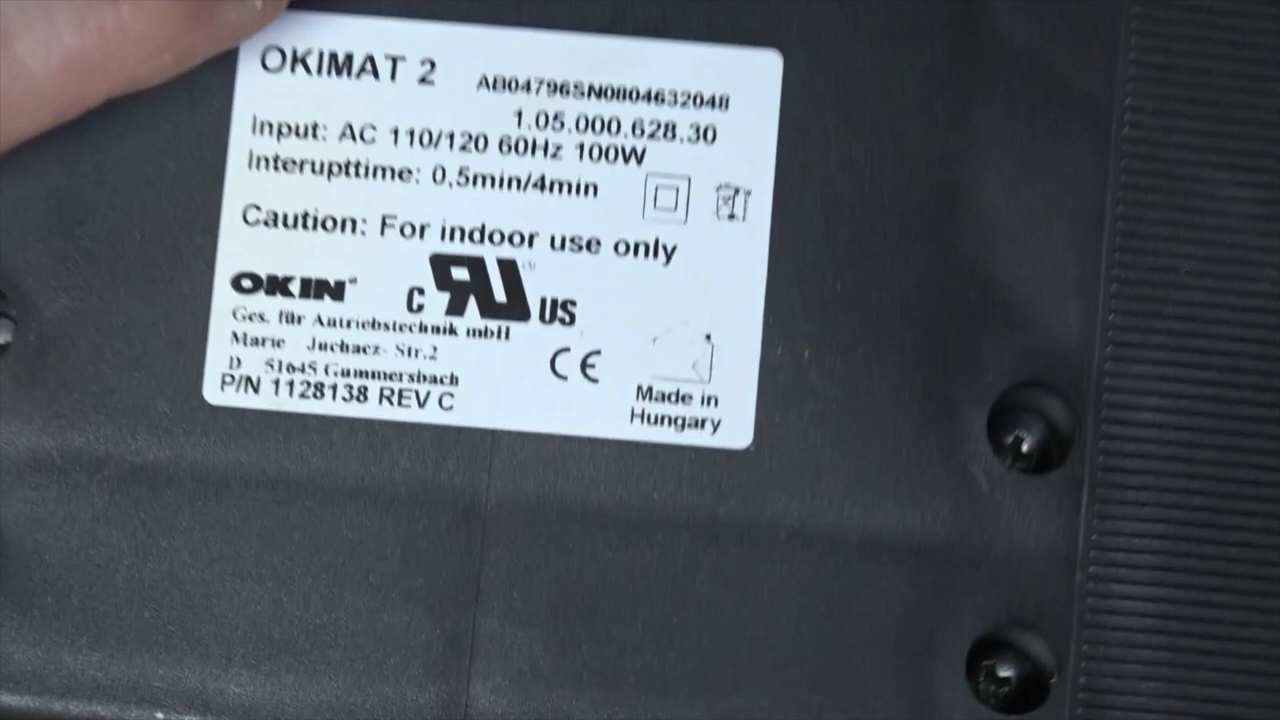 OKIMAT 2
AB04796SN0804632048
1.05.000.628.30
Input: AC 110/120 60Hz 100W
Interupttime: 0,5min/4min
Caution: For indoor use only
OKIN
c RU US
Ges. für Antriebstechnik mbH
Marie Juchacz- Str.2
D 51645 Gummersbach
P/N 1128138 REV C
CE
Made in
Hungary